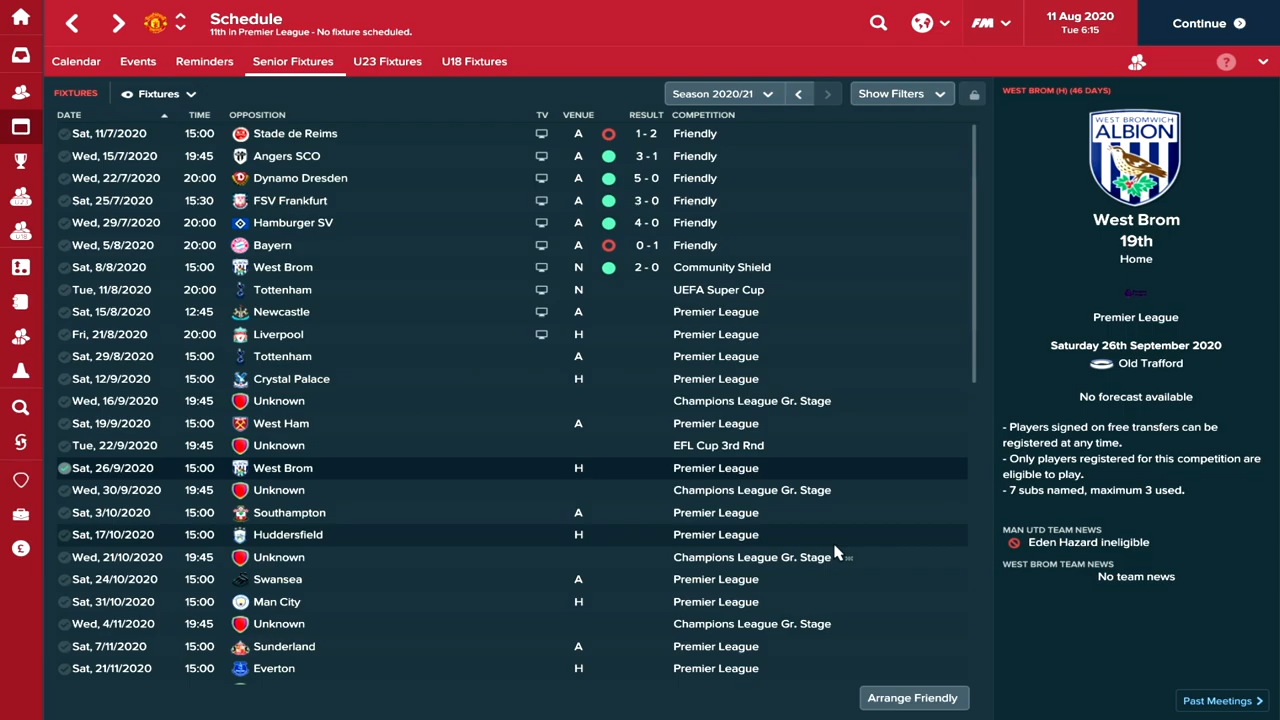 Schedule
11th in Premier League - No fixture scheduled.
FM
11 Aug 2020
Tue 6:15
Continue
Calendar Events Reminders Senior Fixtures U23 Fixtures U18 Fixtures
?
FIXTURES Fixtures Season 2020/21 Show Filters
DATE TIME OPPOSITION TV VENUE RESULT COMPETITION
Sat, 11/7/2020 15:00 Stade de Reims A 1 - 2 Friendly
Wed, 15/7/2020 19:45 Angers SCO A 3 - 1 Friendly
Wed, 22/7/2020 20:00 Dynamo Dresden A 5 - 0 Friendly
Sat, 25/7/2020 15:30 FSV Frankfurt A 3 - 0 Friendly
Wed, 29/7/2020 20:00 Hamburger SV A 4 - 0 Friendly
Wed, 5/8/2020 20:00 Bayern A 0 - 1 Friendly
Sat, 8/8/2020 15:00 West Brom N 2 - 0 Community Shield
Tue, 11/8/2020 20:00 Tottenham N UEFA Super Cup
Sat, 15/8/2020 12:45 Newcastle A Premier League
Fri, 21/8/2020 20:00 Liverpool H Premier League
Sat, 29/8/2020 15:00 Tottenham A Premier League
Sat, 12/9/2020 15:00 Crystal Palace H Premier League
Wed, 16/9/2020 19:45 Unknown Champions League Gr. Stage
Sat, 19/9/2020 15:00 West Ham A Premier League
Tue, 22/9/2020 19:45 Unknown EFL Cup 3rd Rnd
Sat, 26/9/2020 15:00 West Brom H Premier League
Wed, 30/9/2020 19:45 Unknown Champions League Gr. Stage
Sat, 3/10/2020 15:00 Southampton A Premier League
Sat, 17/10/2020 15:00 Huddersfield H Premier League
Wed, 21/10/2020 19:45 Unknown Champions League Gr. Stage
Sat, 24/10/2020 15:00 Swansea A Premier League
Sat, 31/10/2020 15:00 Man City H Premier League
Wed, 4/11/2020 19:45 Unknown Champions League Gr. Stage
Sat, 7/11/2020 15:00 Sunderland A Premier League
Sat, 21/11/2020 15:00 Everton H Premier League
Arrange Friendly
WEST BROM (H) (46 DAYS)
WEST BROMWICH
ALBION
West Brom
19th
Home
Premier League
Saturday 26th September 2020
Old Trafford
No forecast available
- Players signed on free transfers can be
registered at any time.
- Only players registered for this competition are
eligible to play.
- 7 subs named, maximum 3 used.
MAN UTD TEAM NEWS
Eden Hazard ineligible
WEST BROM TEAM NEWS
No team news
Past Meetings
U23
U18